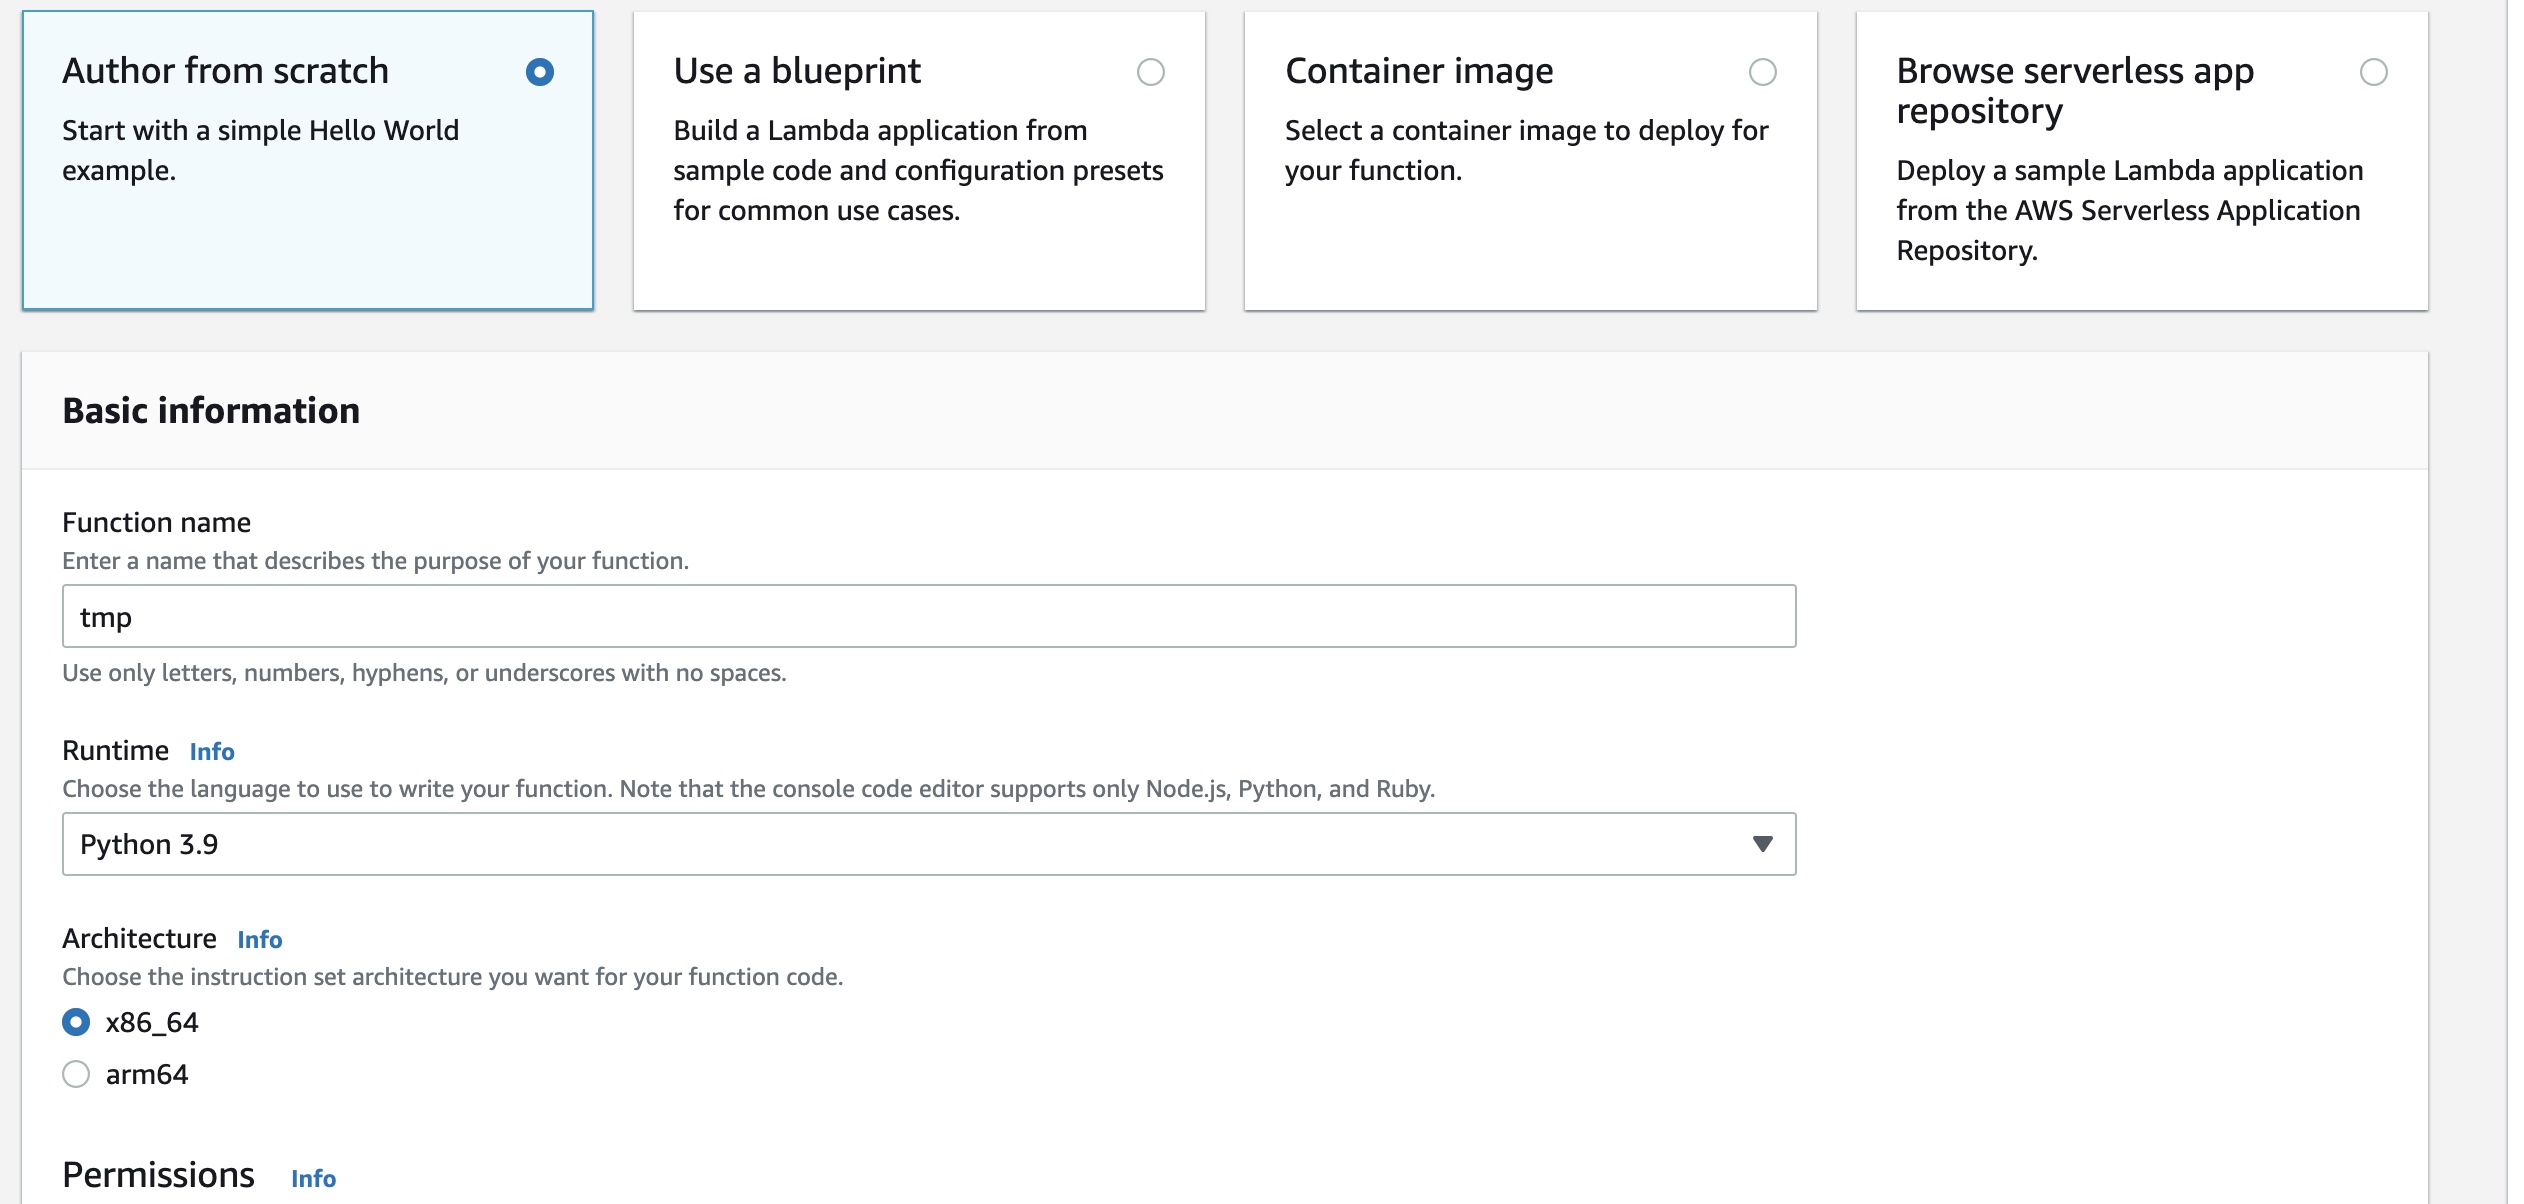 Author from scratch
Start with a simple Hello World
example.
Use a blueprint
Build a Lambda application from
sample code and configuration presets
for common use cases.
Container image
Select a container image to deploy for
your function.
Browse serverless app
repository
Deploy a sample Lambda application
from the AWS Serverless Application
Repository.
Basic information
Function name
Enter a name that describes the purpose of your function.
tmp
Use only letters, numbers, hyphens, or underscores with no spaces.
Runtime Info
Choose the language to use to write your function. Note that the console code editor supports only Node.js, Python, and Ruby.
Python 3.9
Architecture Info
Choose the instruction set architecture you want for your function code.
x86_64
arm64
Permissions Info